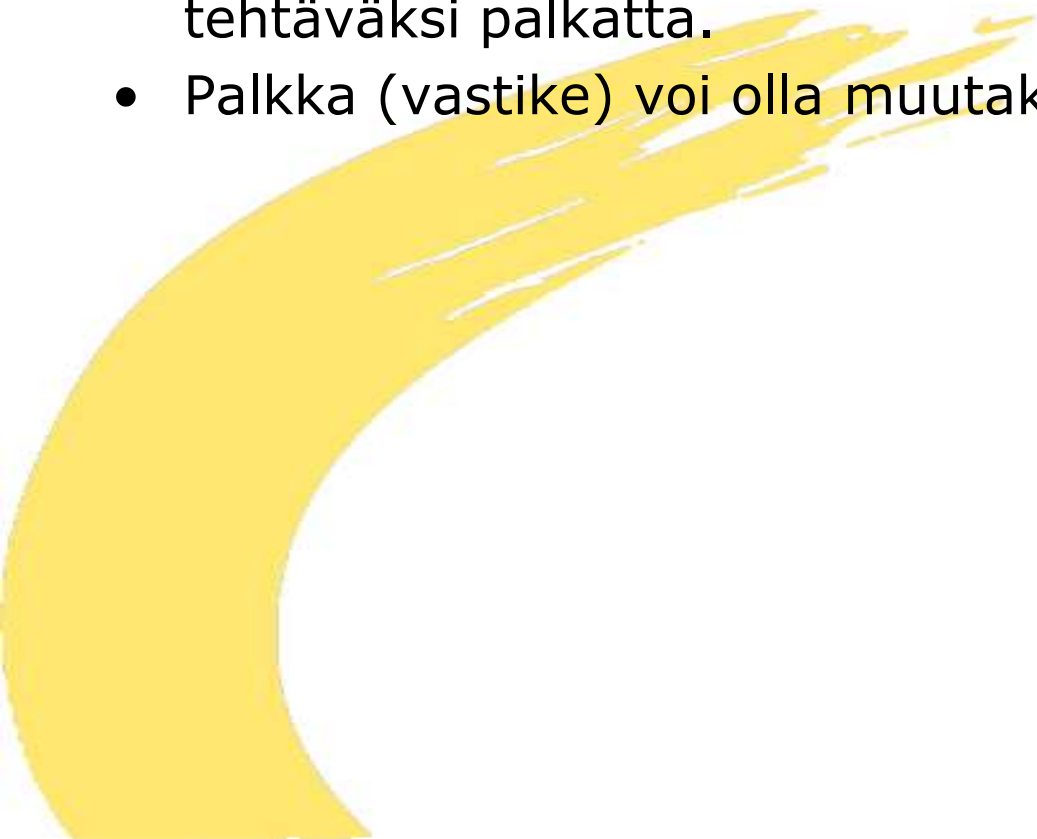 tehtäväksi palkatta.
• Palkka (vastike) voi olla muutak